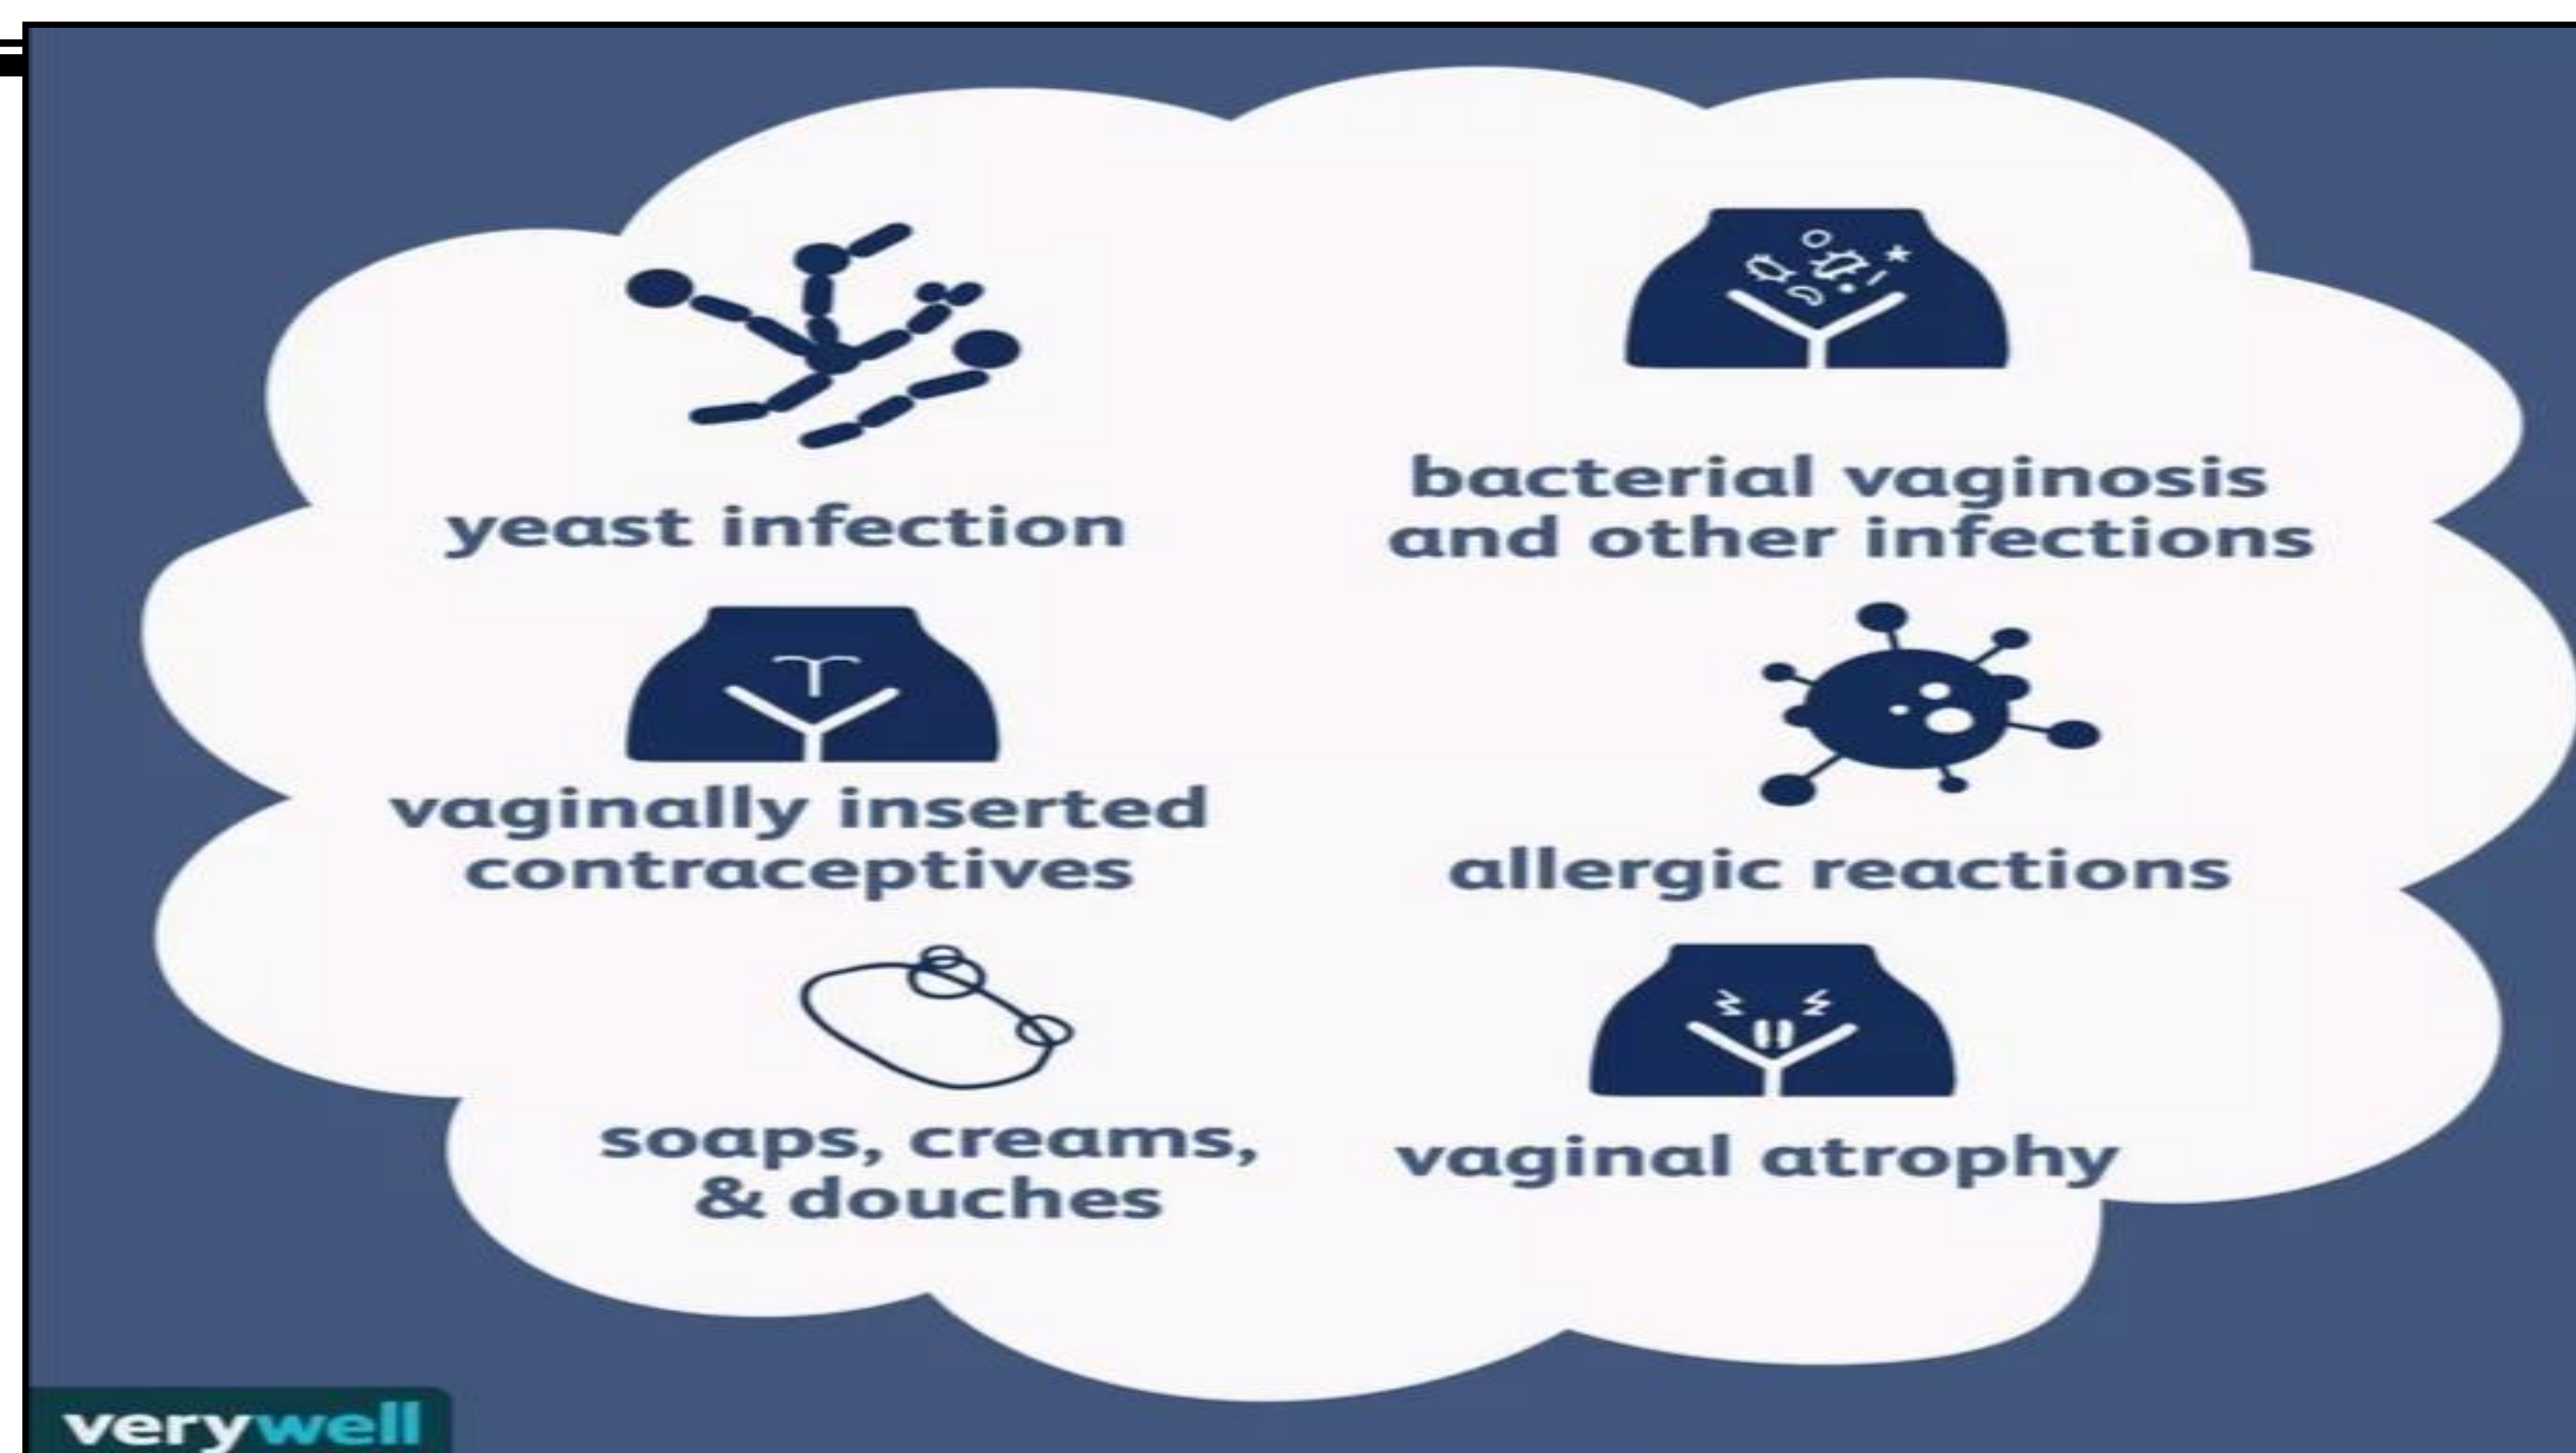 yeast infection
bacterial vaginosis
and other infections
vaginally inserted
contraceptives
allergic reactions
soaps, creams,
& douches
vaginal atrophy
verywell